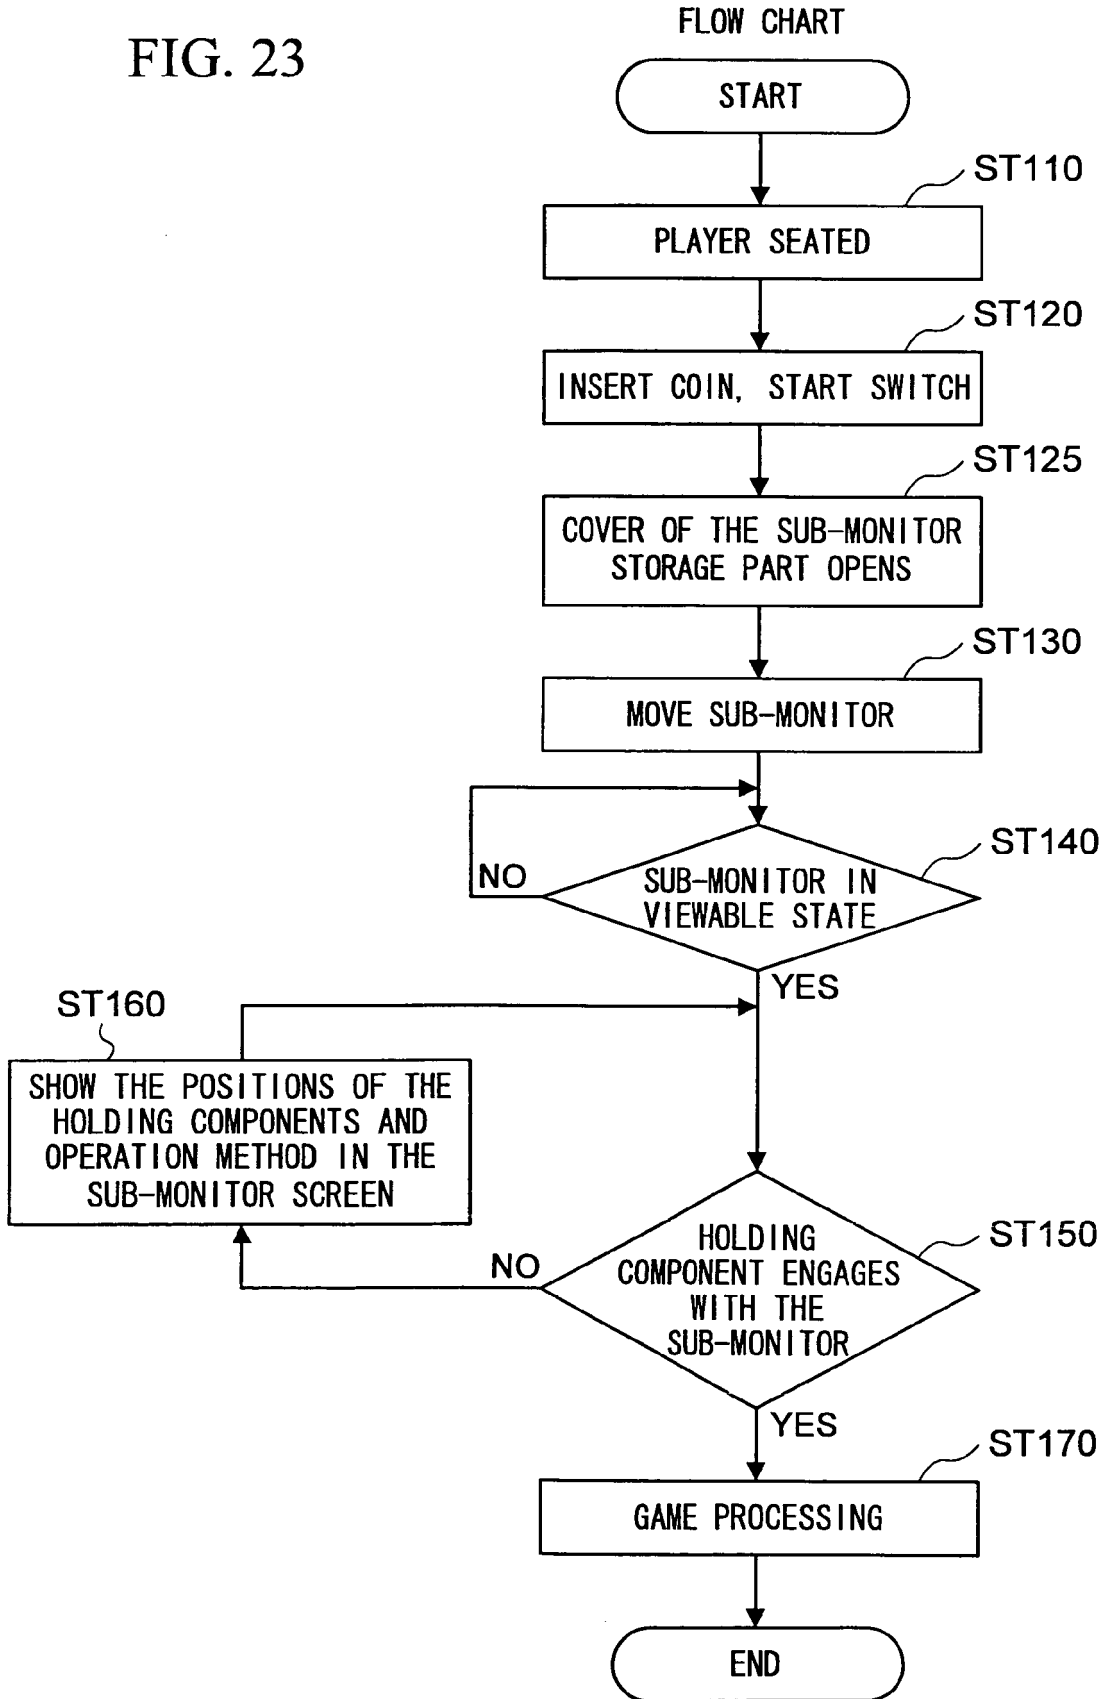 FIG. 23
FLOW CHART
START
ST110
PLAYER SEATED
ST120
INSERT COIN, START SWITCH
ST125
COVER OF THE SUB-MONITOR
STORAGE PART OPENS
ST130
MOVE SUB-MONITOR
ST140
NO
SUB-MONITOR IN
VIEWABLE STATE
YES
ST160
SHOW THE POSITIONS OF THE
HOLDING COMPONENTS AND
OPERATION METHOD IN THE
SUB-MONITOR SCREEN
ST150
NO
HOLDING
COMPONENT ENGAGES
WITH THE
SUB-MONITOR
YES
ST170
GAME PROCESSING
END